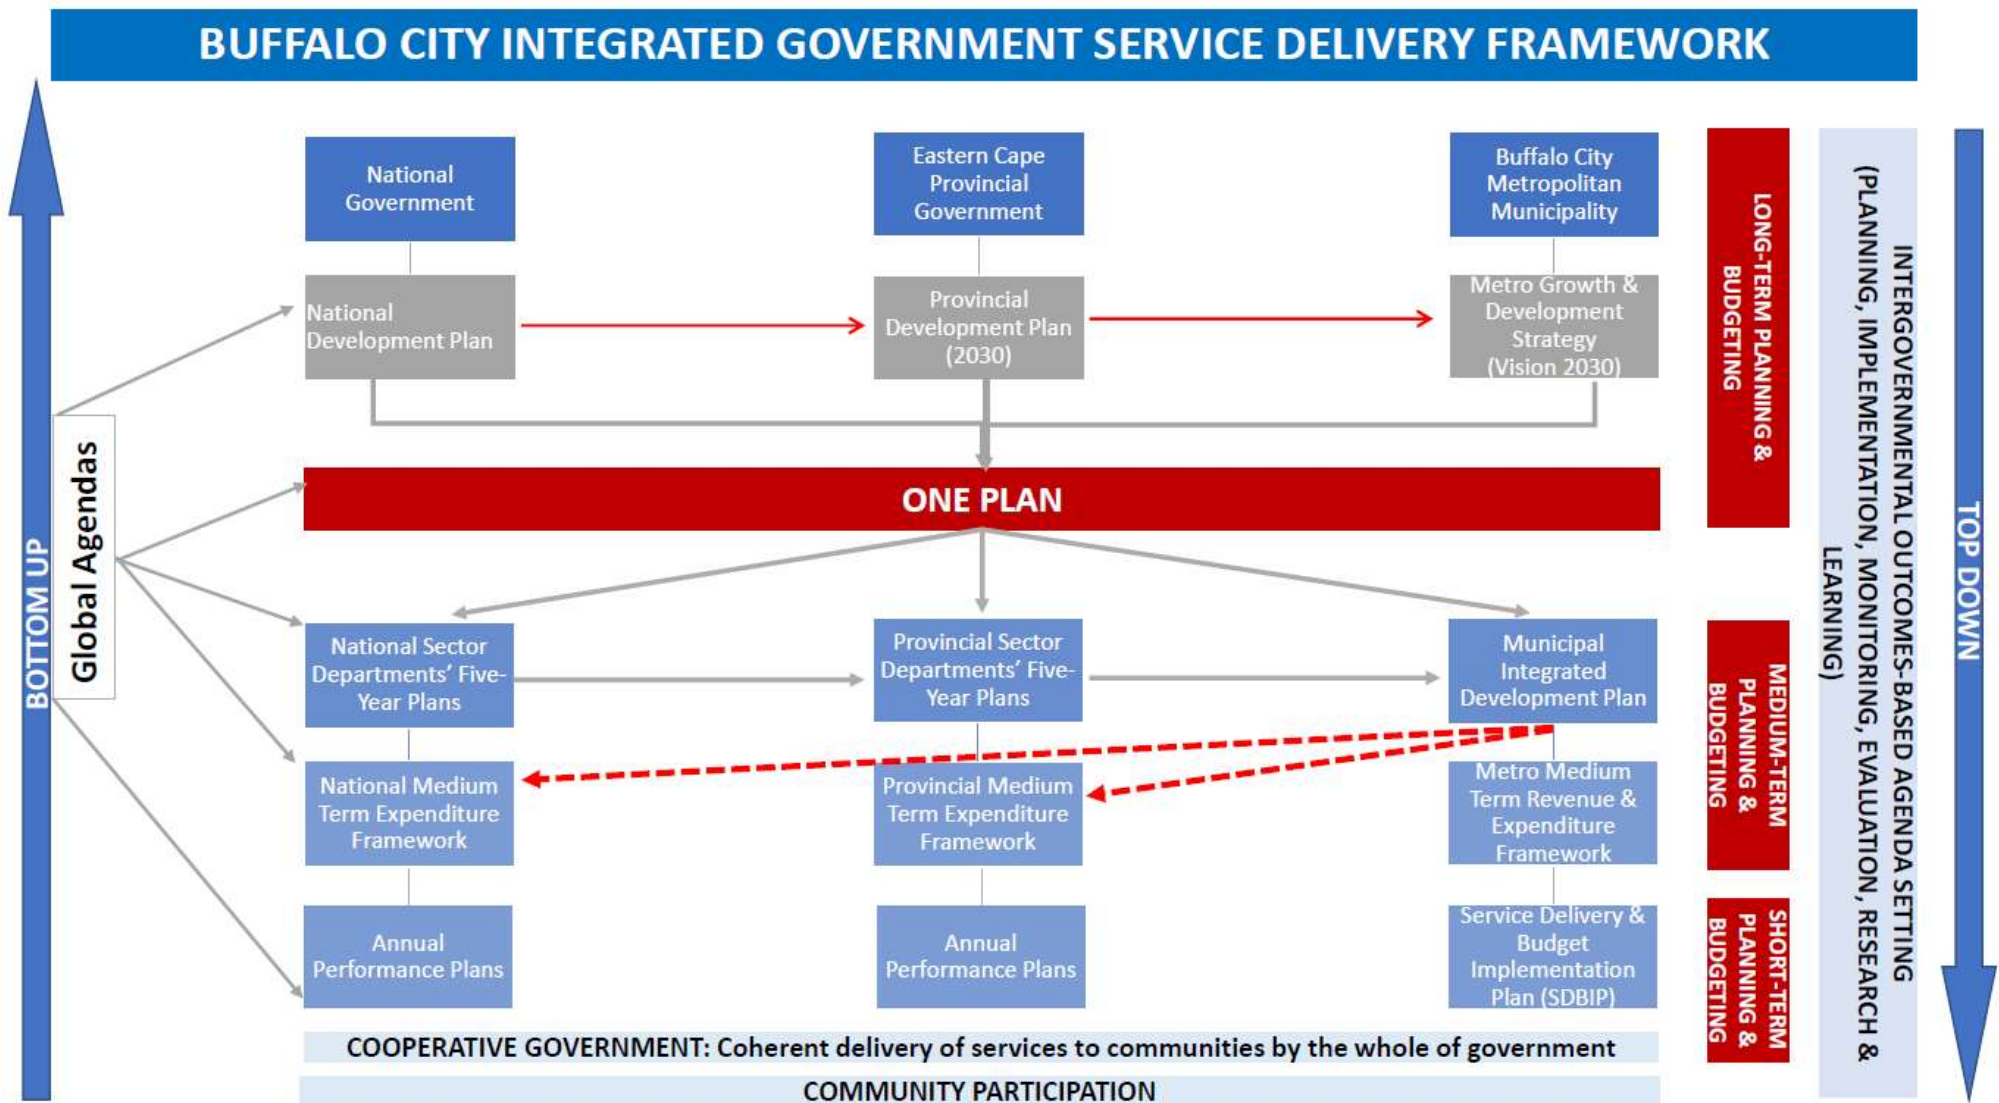 BUFFALO CITY INTEGRATED GOVERNMENT SERVICE DELIVERY FRAMEWORK
National
Government
Eastern Cape
Provincial
Government
Buffalo City
Metropolitan
Municipality
National
Development Plan
Provincial
Development Plan
(2030)
Metro Growth &
Development
Strategy
(Vision 2030)
ONE PLAN
National Sector
Departments' Five-
Year Plans
Provincial Sector
Departments' Five-
Year Plans
Municipal
Integrated
Development Plan
National Medium
Term Expenditure
Framework
Provincial Medium
Term Expenditure
Framework
Metro Medium
Term Revenue &
Expenditure
Framework
Annual
Performance Plans
Annual
Performance Plans
Service Delivery &
Budget
Implementation
Plan (SDBIP)
COOPERATIVE GOVERNMENT: Coherent delivery of services to communities by the whole of government
COMMUNITY PARTICIPATION
BOTTOM UP
Global Agendas
LONG-TERM PLANNING &
BUDGETING
MEDIUM-TERM
PLANNING &
BUDGETING
SHORT-TERM
PLANNING &
BUDGETING
INTERGOVERNMENTAL OUTCOMES-BASED AGENDA SETTING
(PLANNING, IMPLEMENTATION, MONITORING, EVALUATION, RESEARCH &
LEARNING)
TOP DOWN